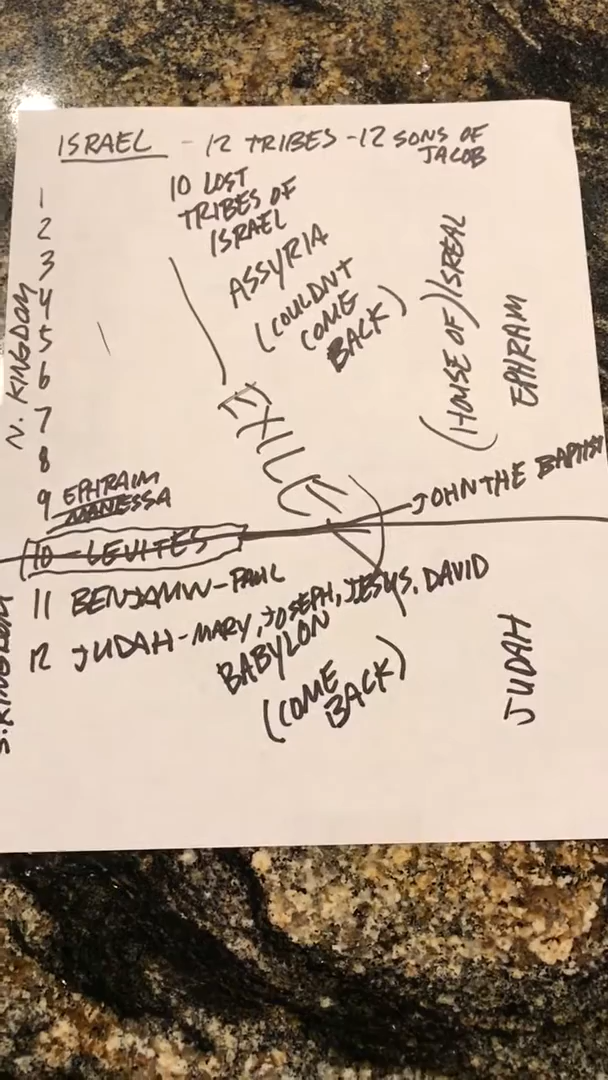 ISRAEL - 12 TRIBES - 12 SONS OF
JACOB
10 LOST
TRIBES OF
ISRAEL
ASSYRIA
(COULDNT
COME
BACK)
(HOUSE OF) ISREAL
EPHRAM
N. KINGDOM
1
2
3
4
5
6
7
8
9 EPHRAIM
MANESSA
EXILE
JOHN THE BAPTIST
10 - LEVITES
11 BENJAMIN - PAUL
12 JUDAH - MARY, JOSEPH, JESUS, DAVID
BABYLON
(COME
BACK)
S. KINGDOM
JUDAH